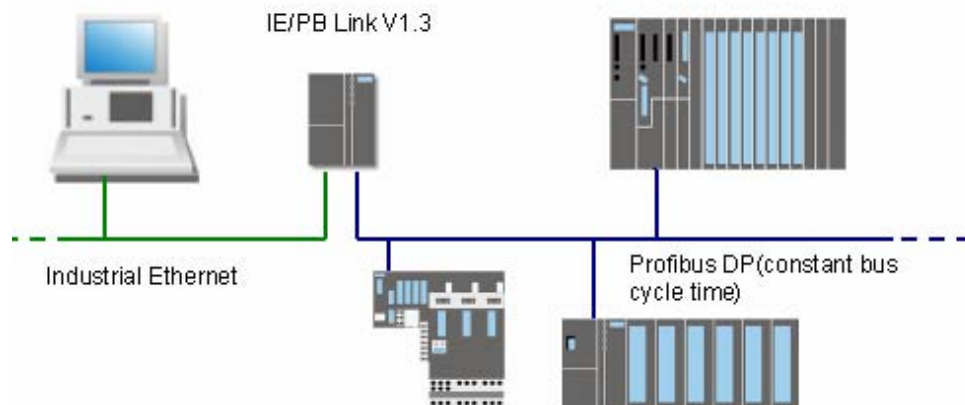 IE/PB Link V1.3
Industrial Ethernet
Profibus DP(constant bus
cycle time)